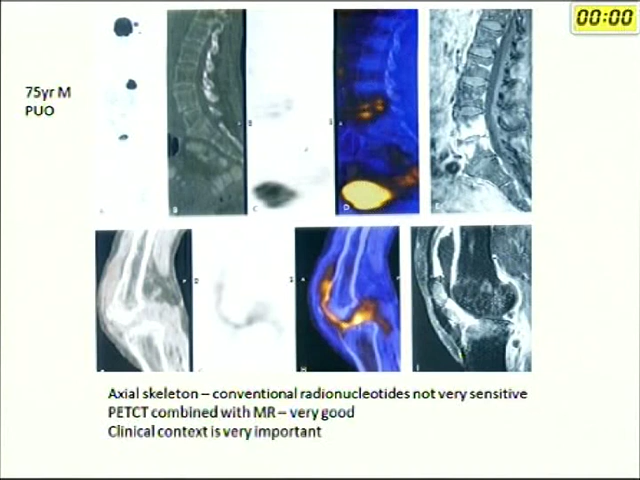 00:00
75yr M
PUO
Axial skeleton – conventional radionucleotides not very sensitive
PETCT combined with MR – very good
Clinical context is very important